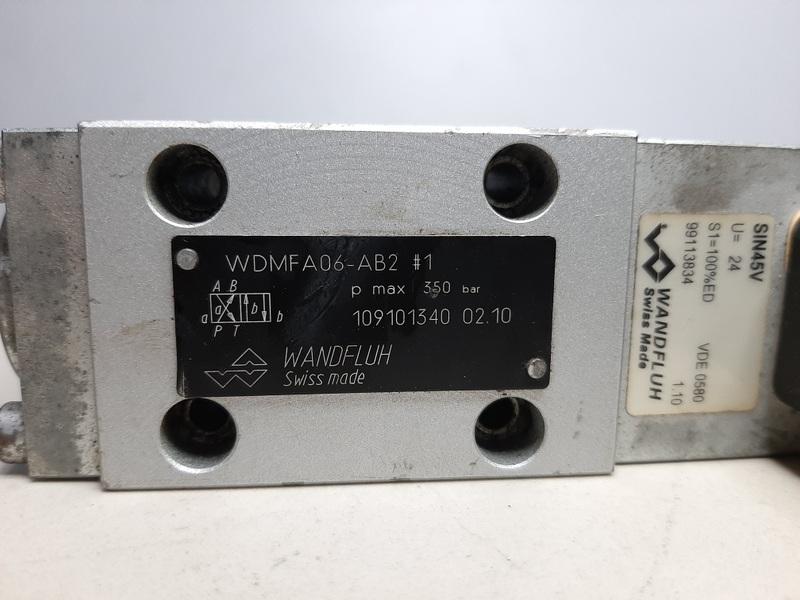 WDMFA06-AB2 #1
A B
p max 350 bar
a a b b
P T
109101340 02.10
WANDFLUH
Swiss made
SIN45V
U= 24
S1=100%ED VDE 0580
99113834 1.10
WANDFLUH
Swiss Made